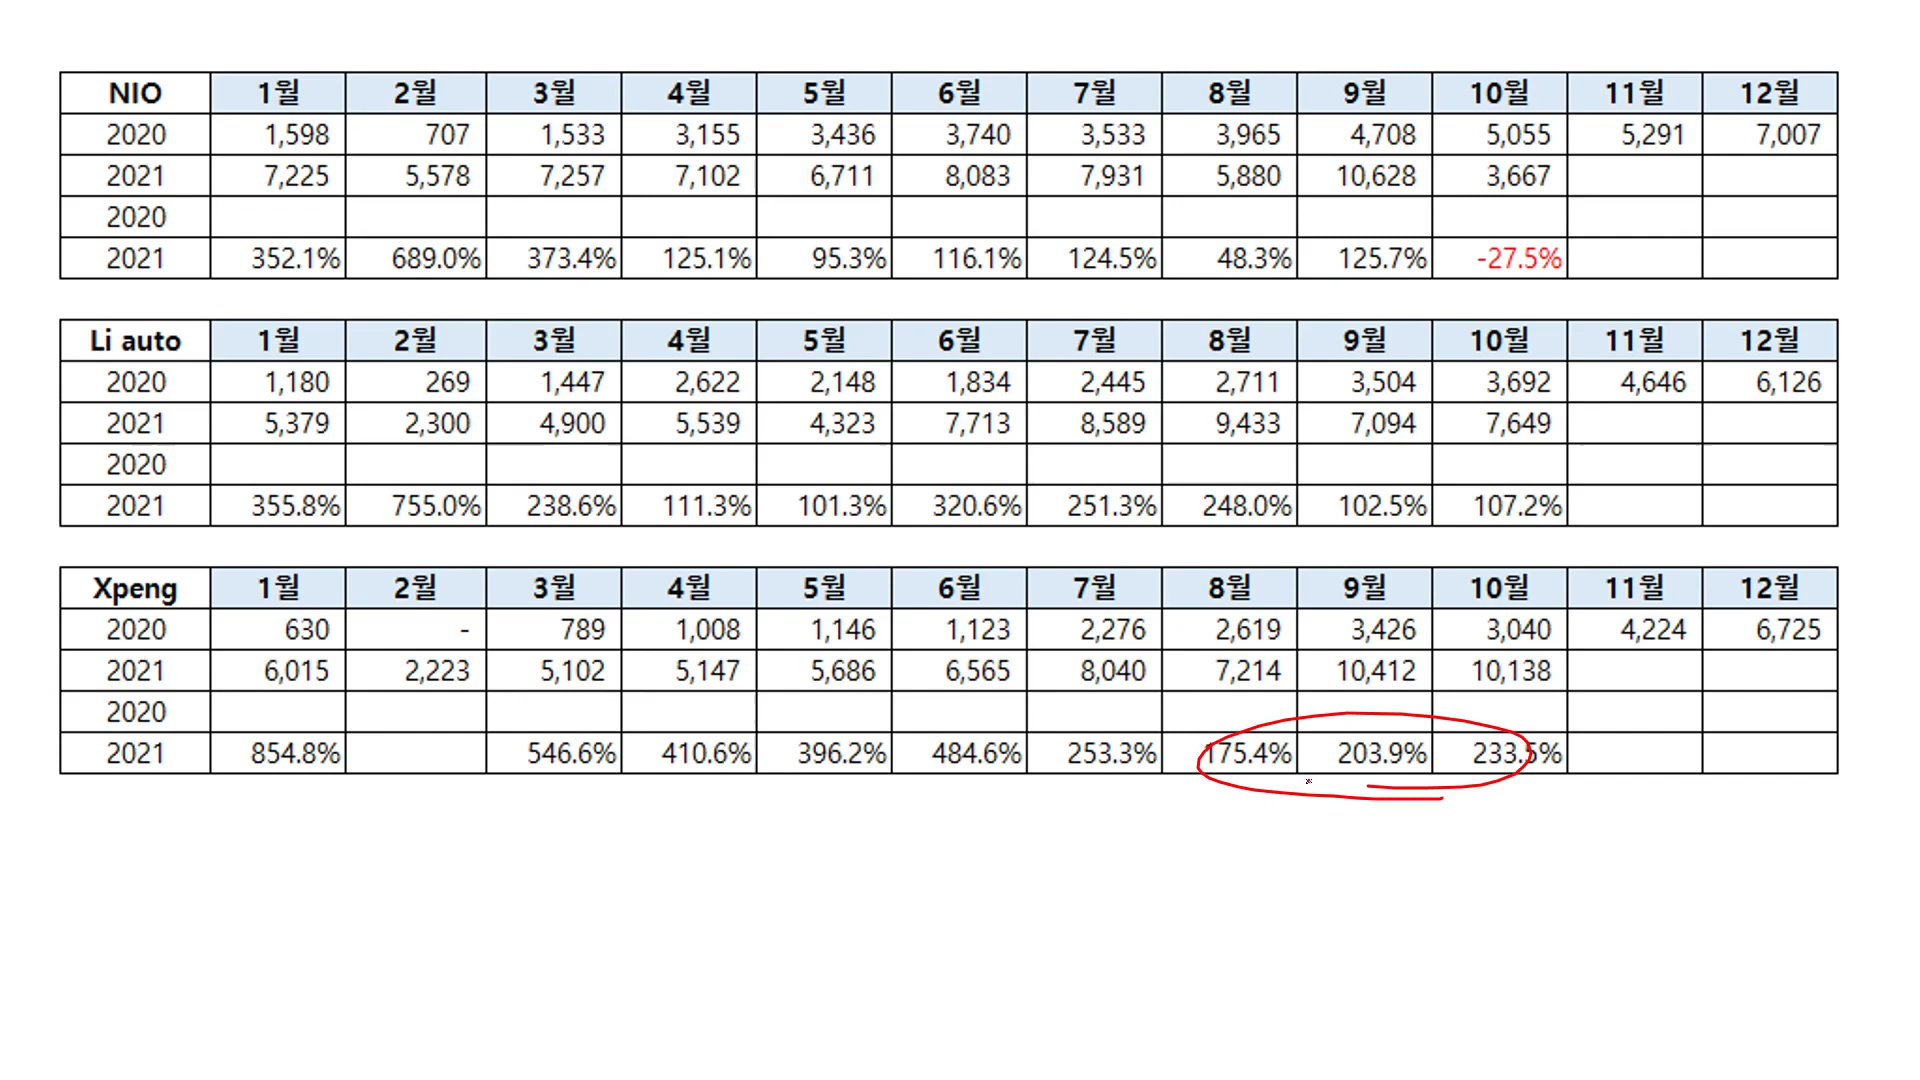 NIO 1월 2월 3월 4월 5월 6월 7월 8월 9월 10월 11월 12월
2020 1,598 707 1,533 3,155 3,436 3,740 3,533 3,965 4,708 5,055 5,291 7,007
2021 7,225 5,578 7,257 7,102 6,711 8,083 7,931 5,880 10,628 3,667
2020
2021 352.1% 689.0% 373.4% 125.1% 95.3% 116.1% 124.5% 48.3% 125.7% -27.5%
Li auto 1월 2월 3월 4월 5월 6월 7월 8월 9월 10월 11월 12월
2020 1,180 269 1,447 2,622 2,148 1,834 2,445 2,711 3,504 3,692 4,646 6,126
2021 5,379 2,300 4,900 5,539 4,323 7,713 8,589 9,433 7,094 7,649
2020
2021 355.8% 755.0% 238.6% 111.3% 101.3% 320.6% 251.3% 248.0% 102.5% 107.2%
Xpeng 1월 2월 3월 4월 5월 6월 7월 8월 9월 10월 11월 12월
2020 630 - 789 1,008 1,146 1,123 2,276 2,619 3,426 3,040 4,224 6,725
2021 6,015 2,223 5,102 5,147 5,686 6,565 8,040 7,214 10,412 10,138
2020
2021 854.8% 546.6% 410.6% 396.2% 484.6% 253.3% 175.4% 203.9% 233.5%